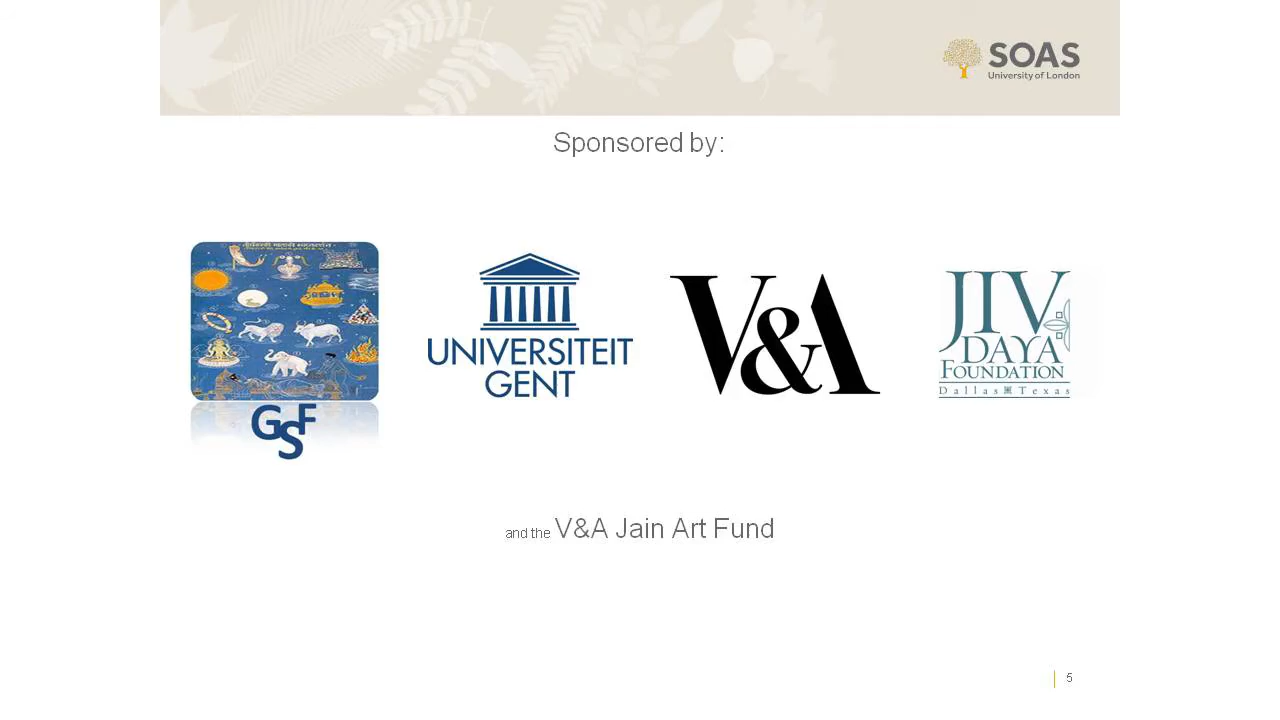 SOAS
University of London
Sponsored by:
GSF
UNIVERSITEIT
GENT
V&A
JIV
DAYA
FOUNDATION
Dallas Texas
and the V&A Jain Art Fund
5